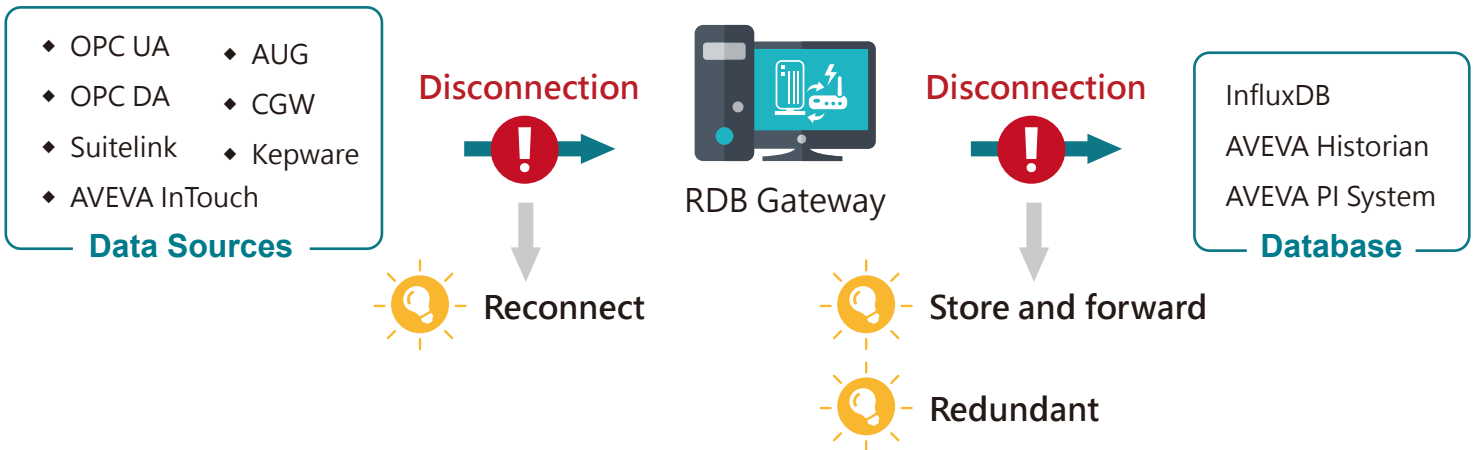 OPC UA
OPC DA
Suitelink
AVEVA InTouch
AUG
CGW
Kepware
Data Sources
Disconnection
Reconnect
RDB Gateway
Disconnection
Store and forward
Redundant
InfluxDB
AVEVA Historian
AVEVA PI System
Database